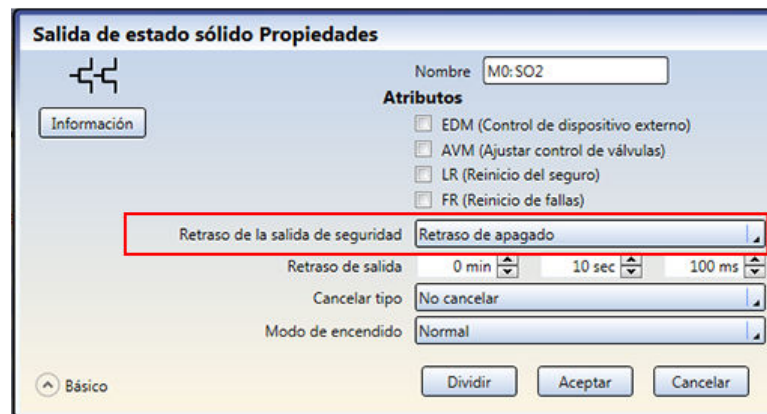 Salida de estado sólido Propiedades
Nombre M0:SO2
Atributos
Información
EDM (Control de dispositivo externo)
AVM (Ajustar control de válvulas)
LR (Reinicio del seguro)
FR (Reinicio de fallas)
Retraso de la salida de seguridad Retraso de apagado
Retraso de salida 0 min 10 sec 100 ms
Cancelar tipo No cancelar
Modo de encendido Normal
Básico Dividir Aceptar Cancelar